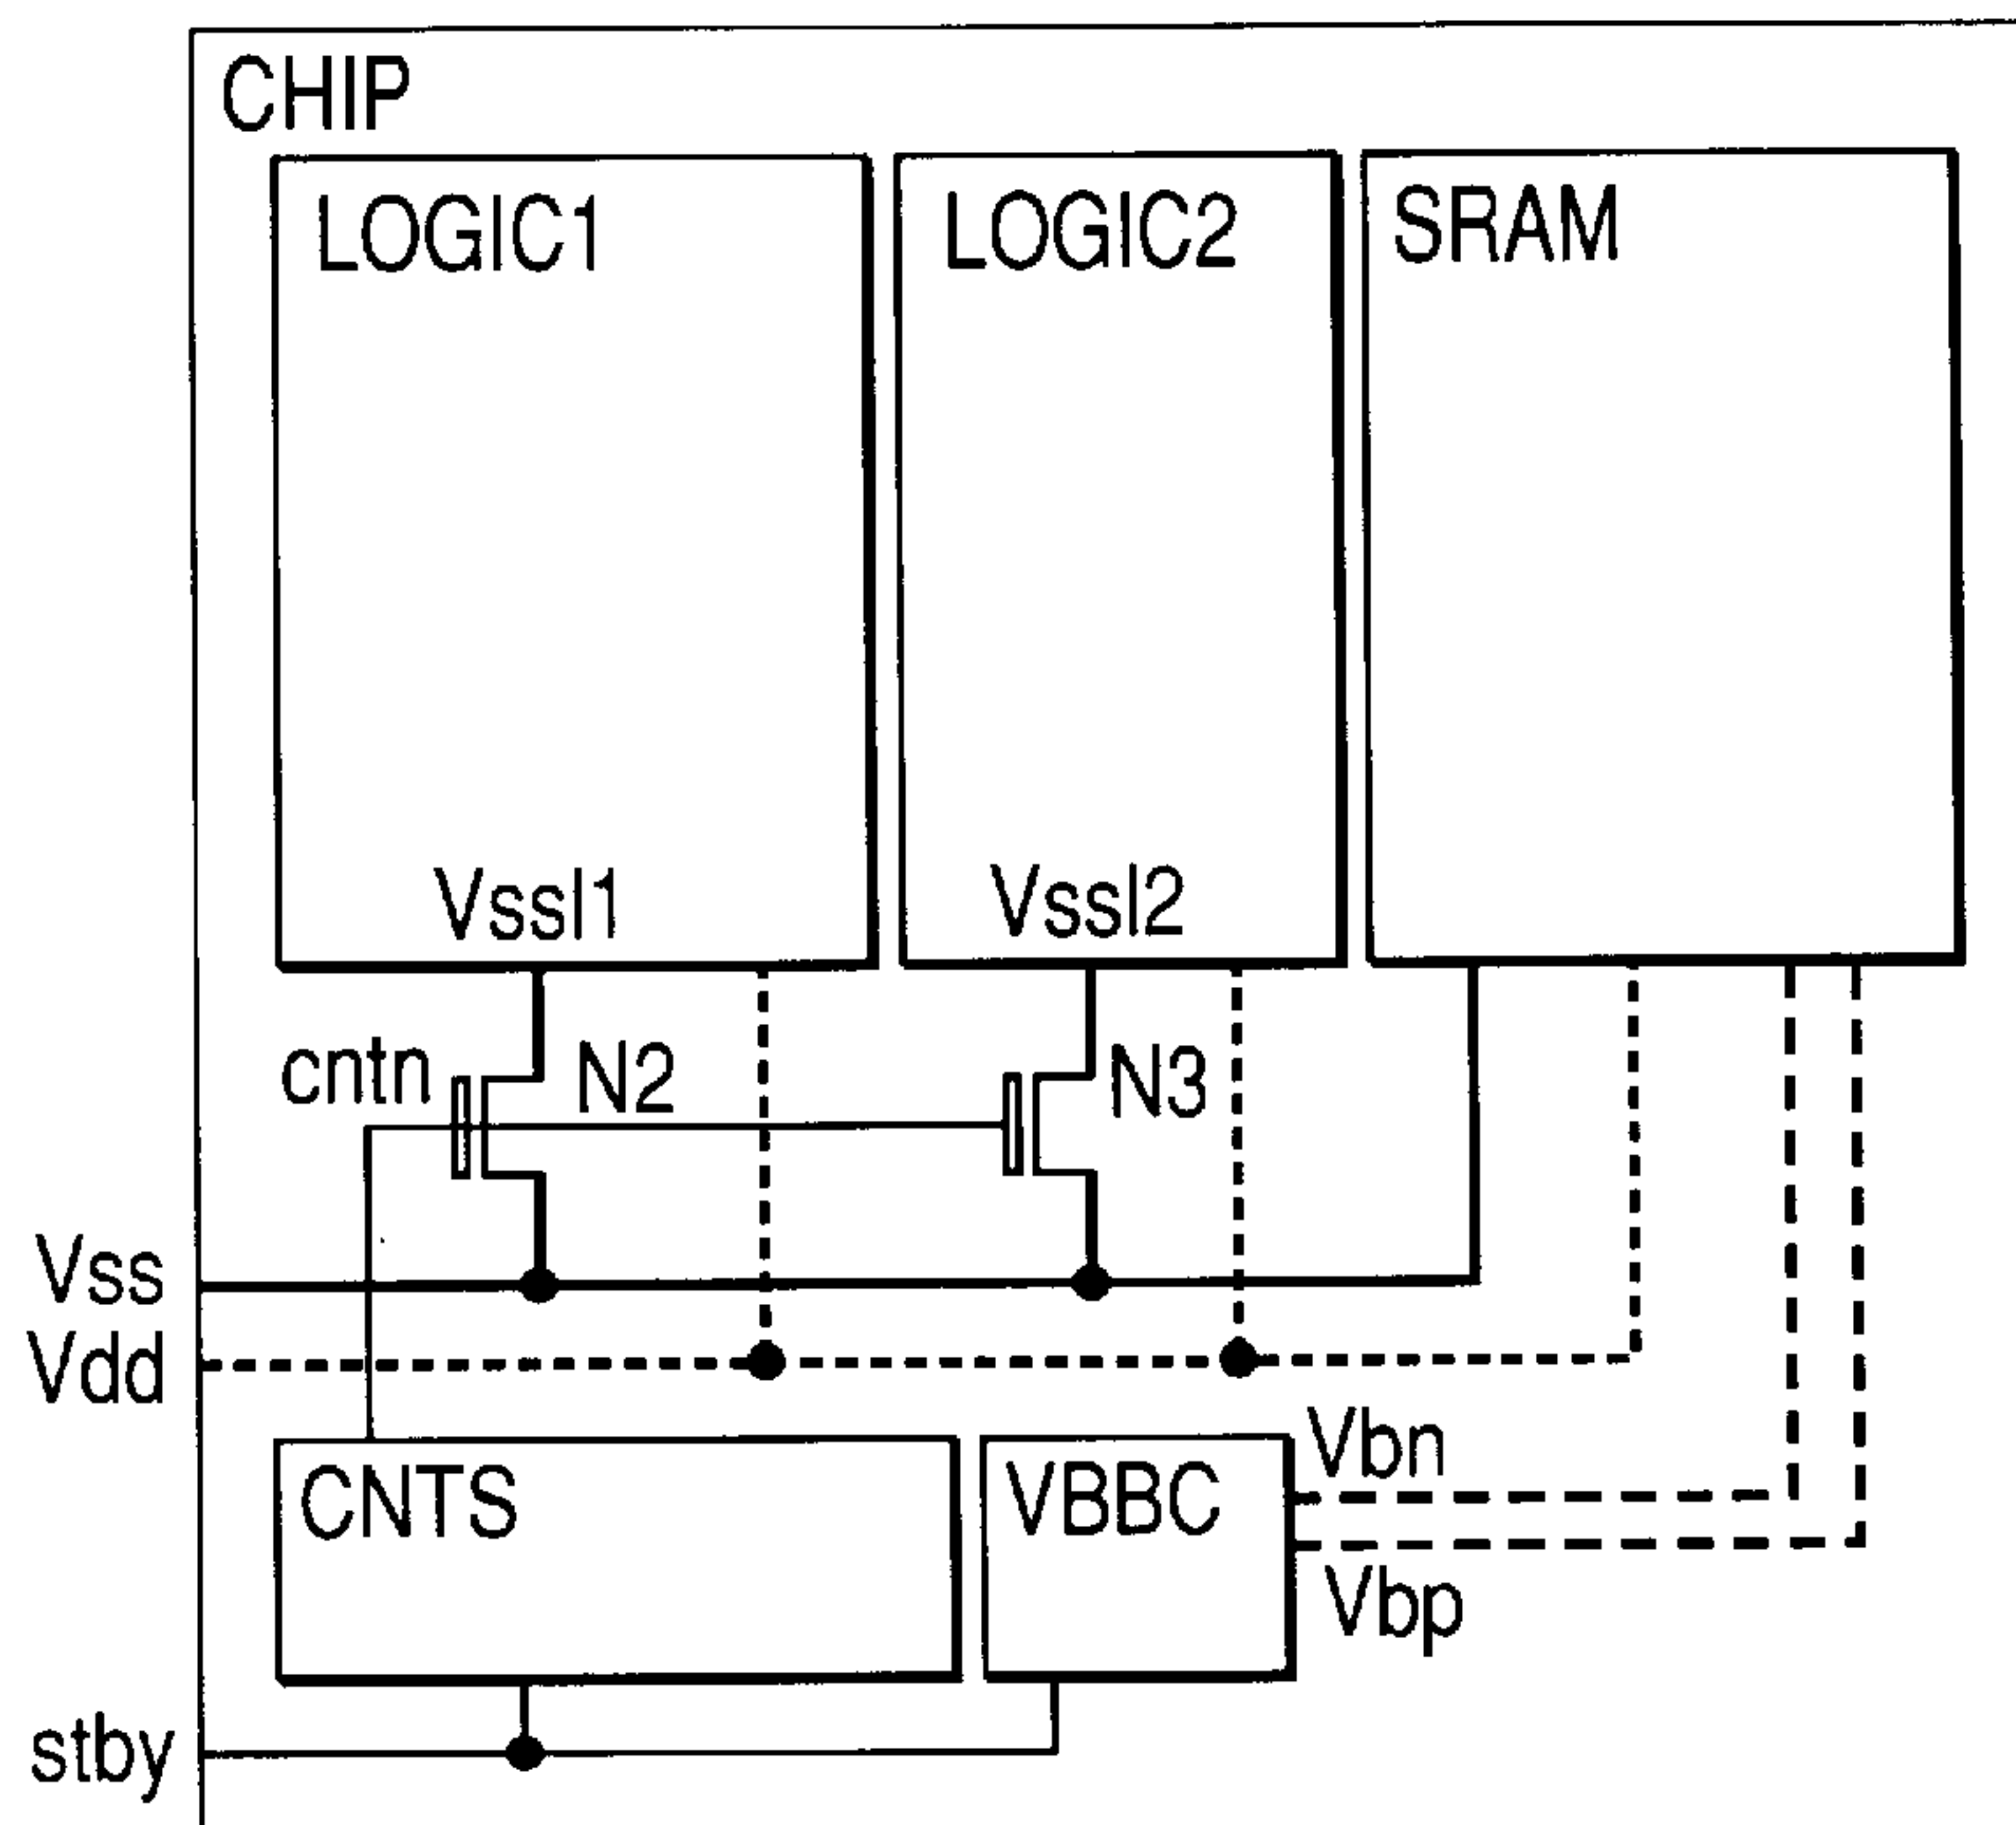 CHIP
LOGIC1
LOGIC2
SRAM
Vssl1
Vssl2
cntn
N2
N3
Vss
Vdd
CNTS
VBBC
Vbn
Vbp
stby